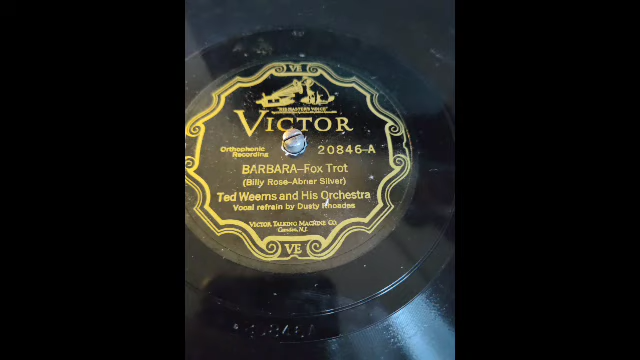 VE
"HIS MASTER'S VOICE"
VICTOR
Orthophonic
Recording
20846-A
BARBARA–Fox Trot
(Billy Rose–Abner Silver)
Ted Weems and His Orchestra
Vocal refrain by Dusty Rhoades
VICTOR TALKING MACHINE CO.
Camden, N.J.
VE